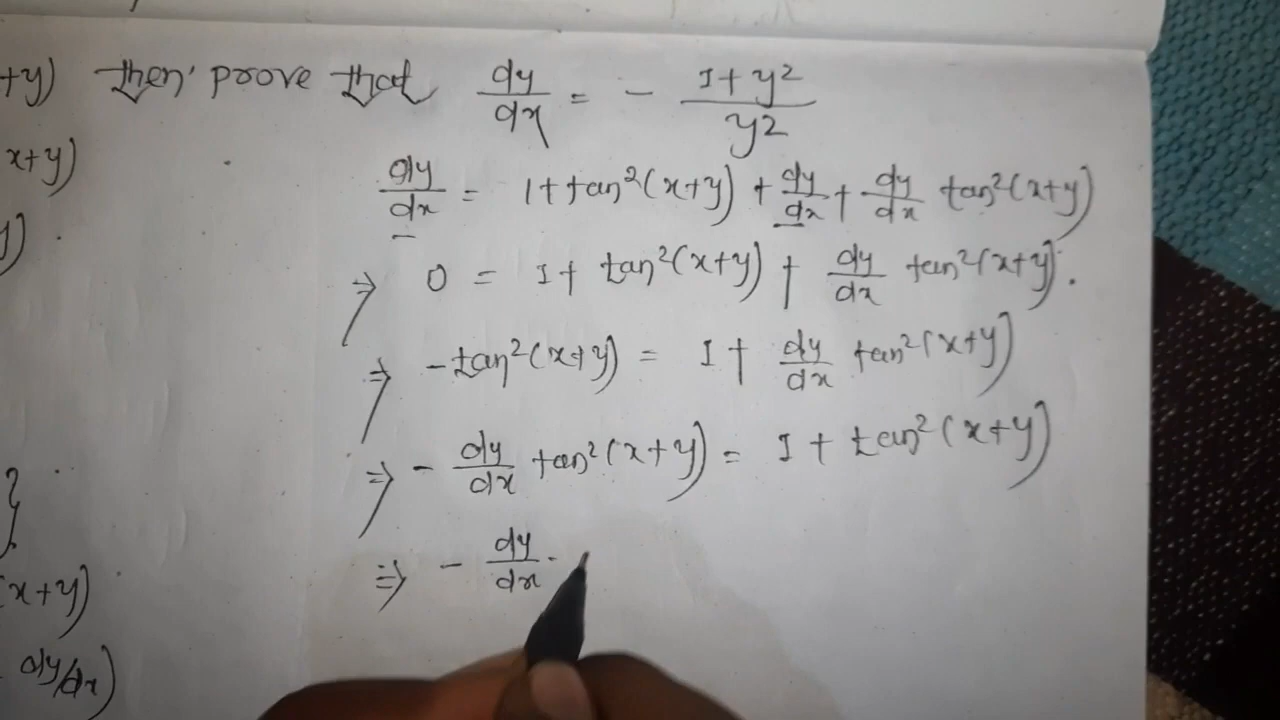 +y) then, prove that dy/dx = - 1+y²/y²
x+y)
dy/dx = 1+tan²(x+y) + dy/dx + dy/dx tan²(x+y)
⇒ 0 = 1+ tan²(x+y) + dy/dx tan²(x+y).
⇒ -tan²(x+y) = 1+ dy/dx tan²(x+y)
⇒ - dy/dx tan²(x+y) = 1+ tan²(x+y)
⇒ - dy/dx
x+y)
dy/dx)